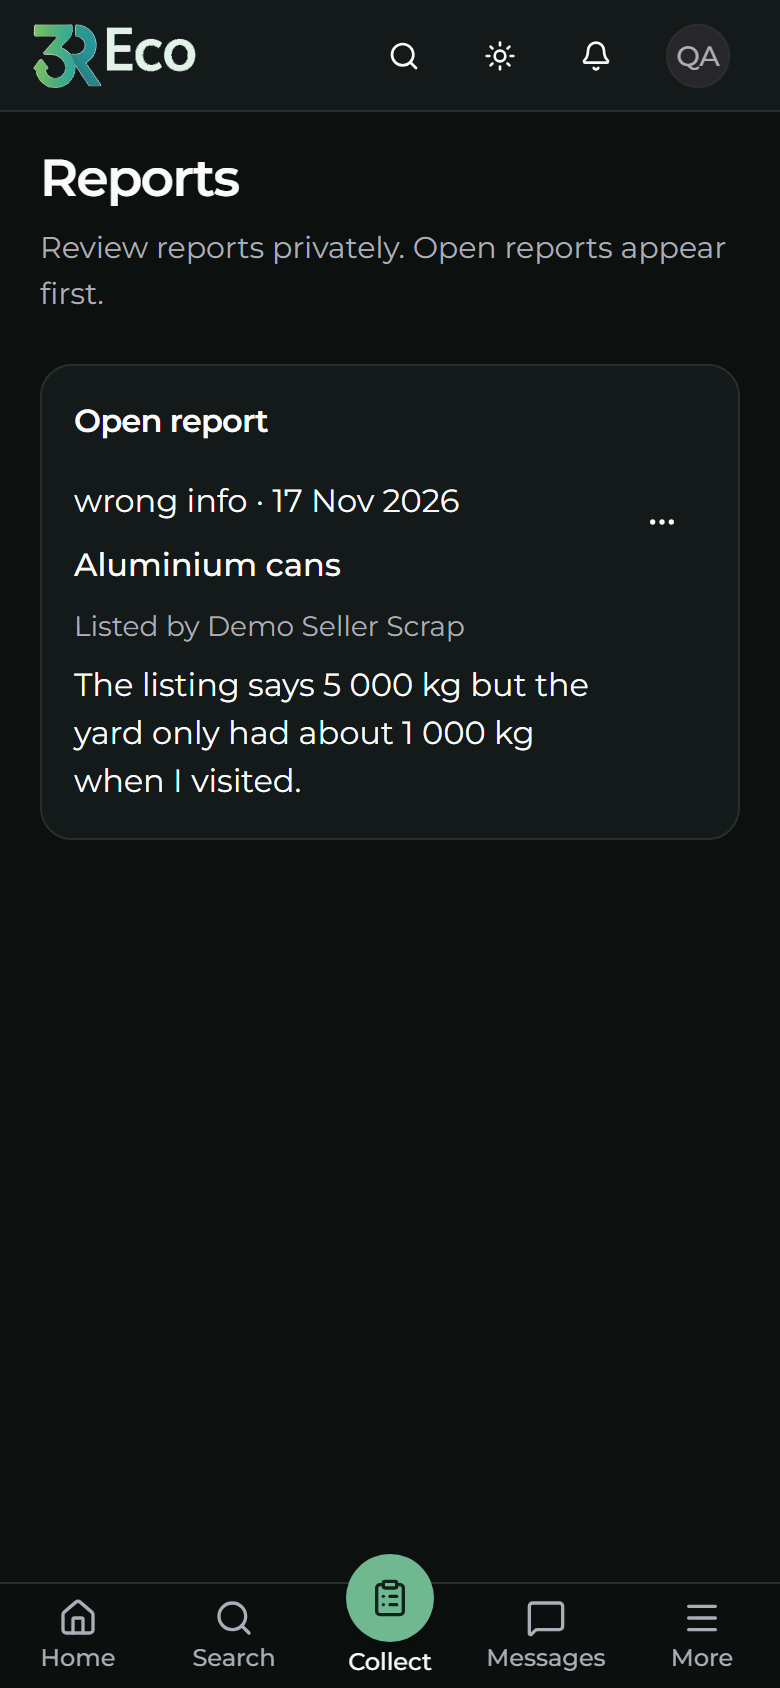 3R Eco
QA
Reports
Review reports privately. Open reports appear
first.
Open report
wrong info · 17 Nov 2026
Aluminium cans
Listed by Demo Seller Scrap
The listing says 5 000 kg but the
yard only had about 1 000 kg
when I visited.
Home
Search
Collect
Messages
More